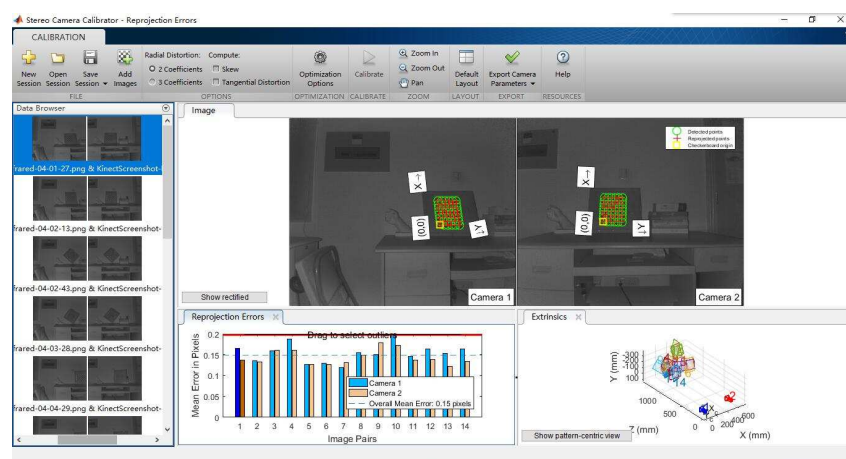 Stereo Camera Calibrator - Reprojection Errors
CALIBRATION
New Session
Open Session
Save Session
Add Images
FILE
Radial Distortion:
2 Coefficients
3 Coefficients
Compute:
Skew
Tangential Distortion
OPTIONS
Optimization Options
OPTIMIZATION
Calibrate
CALIBRATE
Zoom In
Zoom Out
Pan
ZOOM
Default Layout
LAYOUT
Export Camera Parameters
EXPORT
Help
RESOURCES
Data Browser
frared-04-01-27.png & KinectScreenshot-
frared-04-02-13.png & KinectScreenshot-
frared-04-02-43.png & KinectScreenshot-
frared-04-03-28.png & KinectScreenshot-
frared-04-04-29.png & KinectScreenshot-
Image
X→
(0,0)
Y→
Camera 1
Show rectified
Detected points
Reprojected points
Checkerboard origin
X→
(0,0)
Y→
Camera 2
Reprojection Errors
Drag to select outliers
Mean Error in Pixels
0.2
0.15
0.1
0.05
0
Camera 1
Camera 2
Overall Mean Error: 0.15 pixels
1 2 3 4 5 6 7 8 9 10 11 12 13 14
Image Pairs
Extrinsics
Y (mm)
-300
-200
-100
0
100
14
1000
500
0
Z (mm)
2
0 200 400 600
X (mm)
Show pattern-centric view